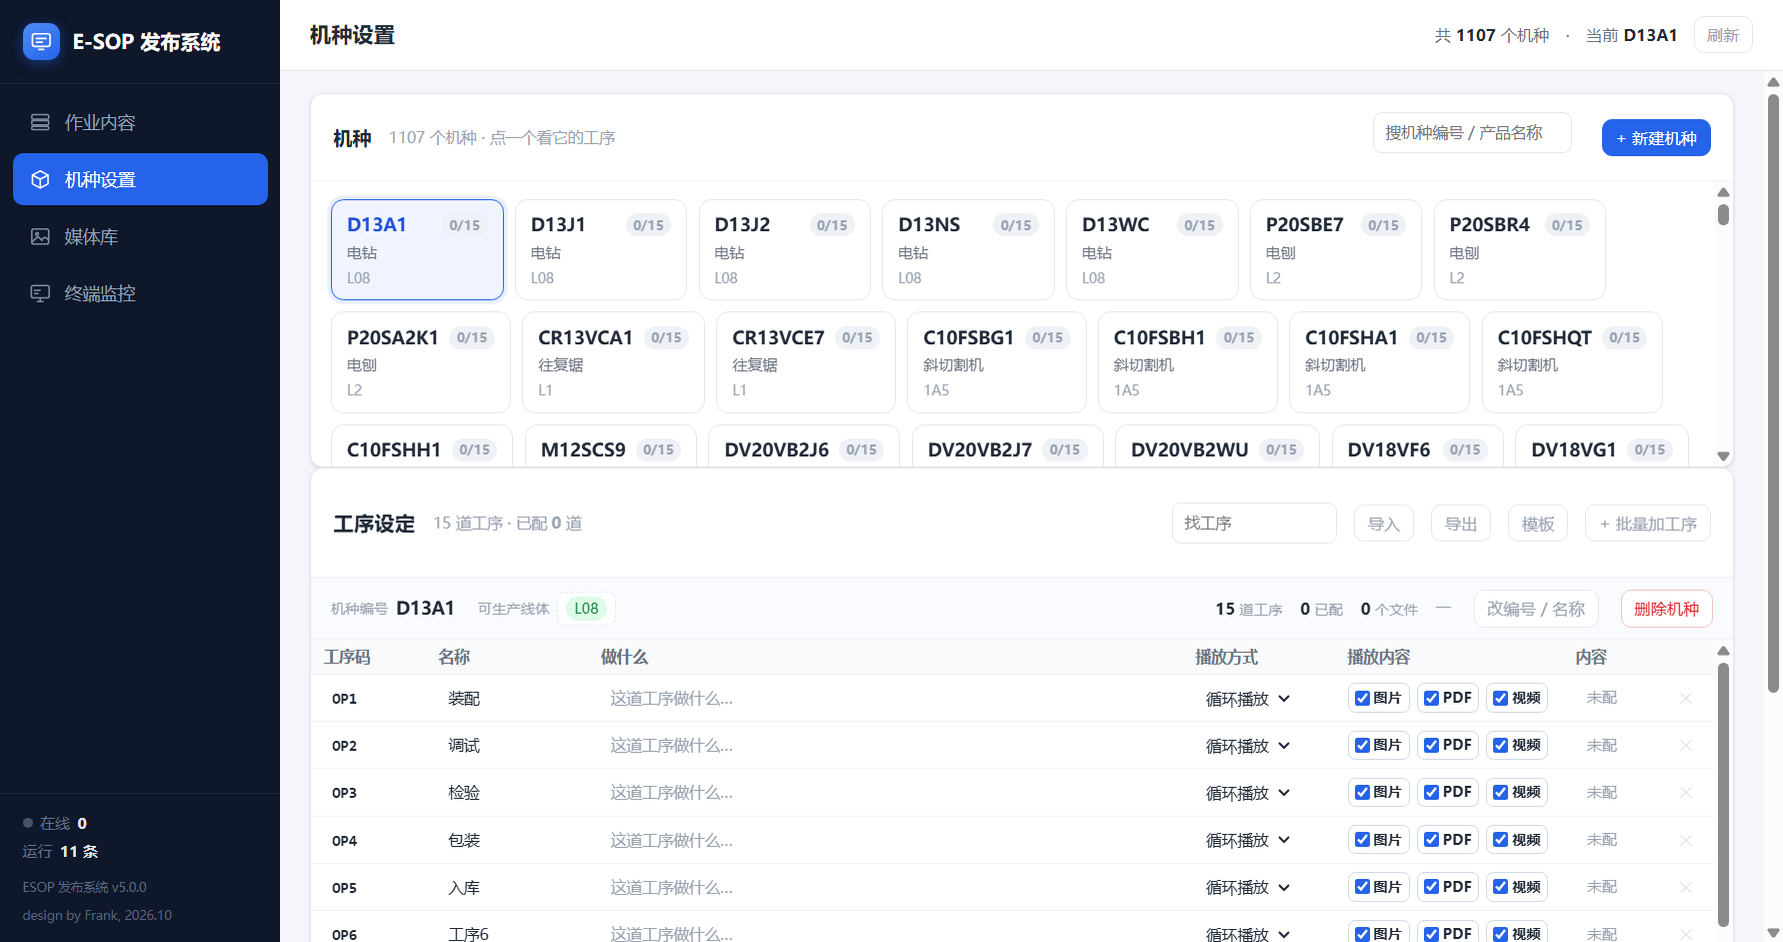 E-SOP 发布系统
作业内容
机种设置
媒体库
终端监控
在线 0
运行 11 条
ESOP 发布系统 v5.0.0
design by Frank, 2026.10
机种设置
共 1107 个机种 · 当前 D13A1 刷新
机种 1107 个机种 · 点一个看它的工序 搜机种编号 / 产品名称 + 新建机种
D13A1 0/15 D13J1 0/15 D13J2 0/15 D13NS 0/15 D13WC 0/15 P20SBE7 0/15 P20SBR4 0/15
电钻 电钻 电钻 电钻 电钻 电刨 电刨
L08 L08 L08 L08 L08 L2 L2
P20SA2K1 0/15 CR13VCA1 0/15 CR13VCE7 0/15 C10FSBG1 0/15 C10FSBH1 0/15 C10FSHA1 0/15 C10FSHQT 0/15
电刨 往复锯 往复锯 斜切割机 斜切割机 斜切割机 斜切割机
L2 L1 L1 1A5 1A5 1A5 1A5
C10FSHH1 0/15 M12SCS9 0/15 DV20VB2J6 0/15 DV20VB2J7 0/15 DV20VB2WU 0/15 DV18VF6 0/15 DV18VG1 0/15
工序设定 15 道工序 · 已配 0 道 找工序 导入 导出 模板 + 批量加工序
机种编号 D13A1 可生产线体 L08 15 道工序 0 已配 0 个文件 — 改编号 / 名称 删除机种
工序码 名称 做什么 播放方式 播放内容 内容
OP1 装配 这道工序做什么... 循环播放 图片 PDF 视频 未配
OP2 调试 这道工序做什么... 循环播放 图片 PDF 视频 未配
OP3 检验 这道工序做什么... 循环播放 图片 PDF 视频 未配
OP4 包装 这道工序做什么... 循环播放 图片 PDF 视频 未配
OP5 入库 这道工序做什么... 循环播放 图片 PDF 视频 未配
OP6 工序6 这道工序做什么... 循环播放 图片 PDF 视频 未配